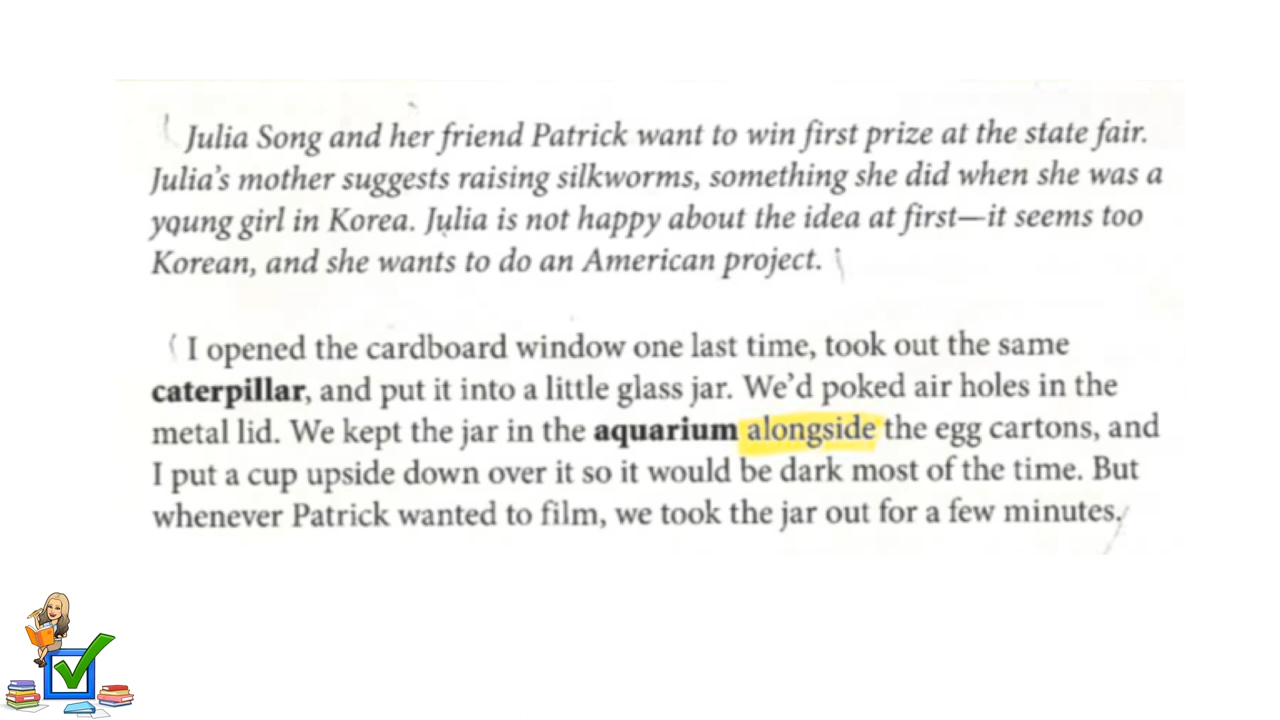 Julia Song and her friend Patrick want to win first prize at the state fair.
Julia's mother suggests raising silkworms, something she did when she was a
young girl in Korea. Julia is not happy about the idea at first—it seems too
Korean, and she wants to do an American project.
I opened the cardboard window one last time, took out the same
caterpillar, and put it into a little glass jar. We'd poked air holes in the
metal lid. We kept the jar in the aquarium alongside the egg cartons, and
I put a cup upside down over it so it would be dark most of the time. But
whenever Patrick wanted to film, we took the jar out for a few minutes.